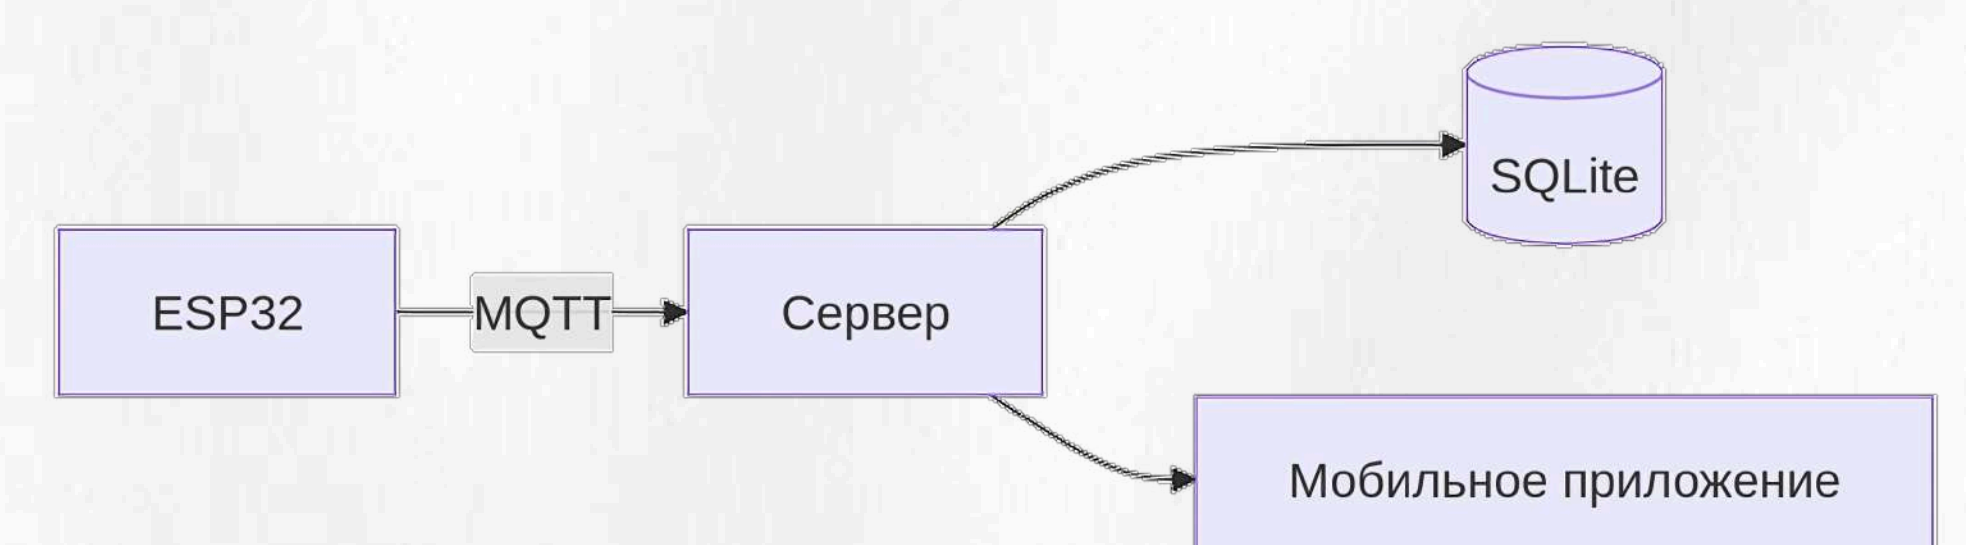 SQLite
ESP32
MQTT
Сервер
Мобильное приложение